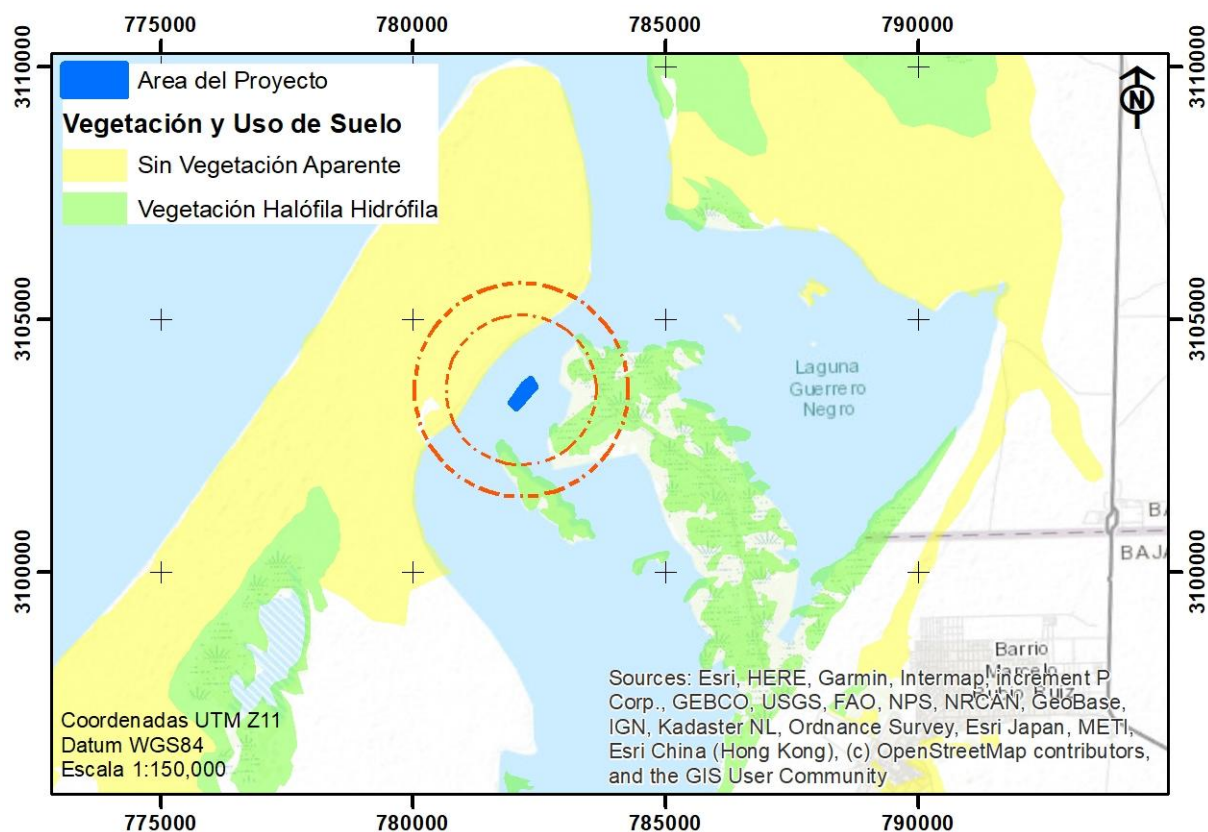 775000 780000 785000 790000
3110000 3110000
Area del Proyecto
Vegetación y Uso de Suelo
Sin Vegetación Aparente
Vegetación Halófila Hidrófila
N
3105000 3105000
Laguna
Guerrero
Negro
BA
BAJA
3100000 3100000
Barrio
Marcelo
Ruiz
Coordenadas UTM Z11
Datum WGS84
Escala 1:150,000
Sources: Esri, HERE, Garmin, Intermap, increment P
Corp., GEBCO, USGS, FAO, NPS, NRCAN, GeoBase,
IGN, Kadaster NL, Ordnance Survey, Esri Japan, METI,
Esri China (Hong Kong), (c) OpenStreetMap contributors,
and the GIS User Community
775000 780000 785000 790000